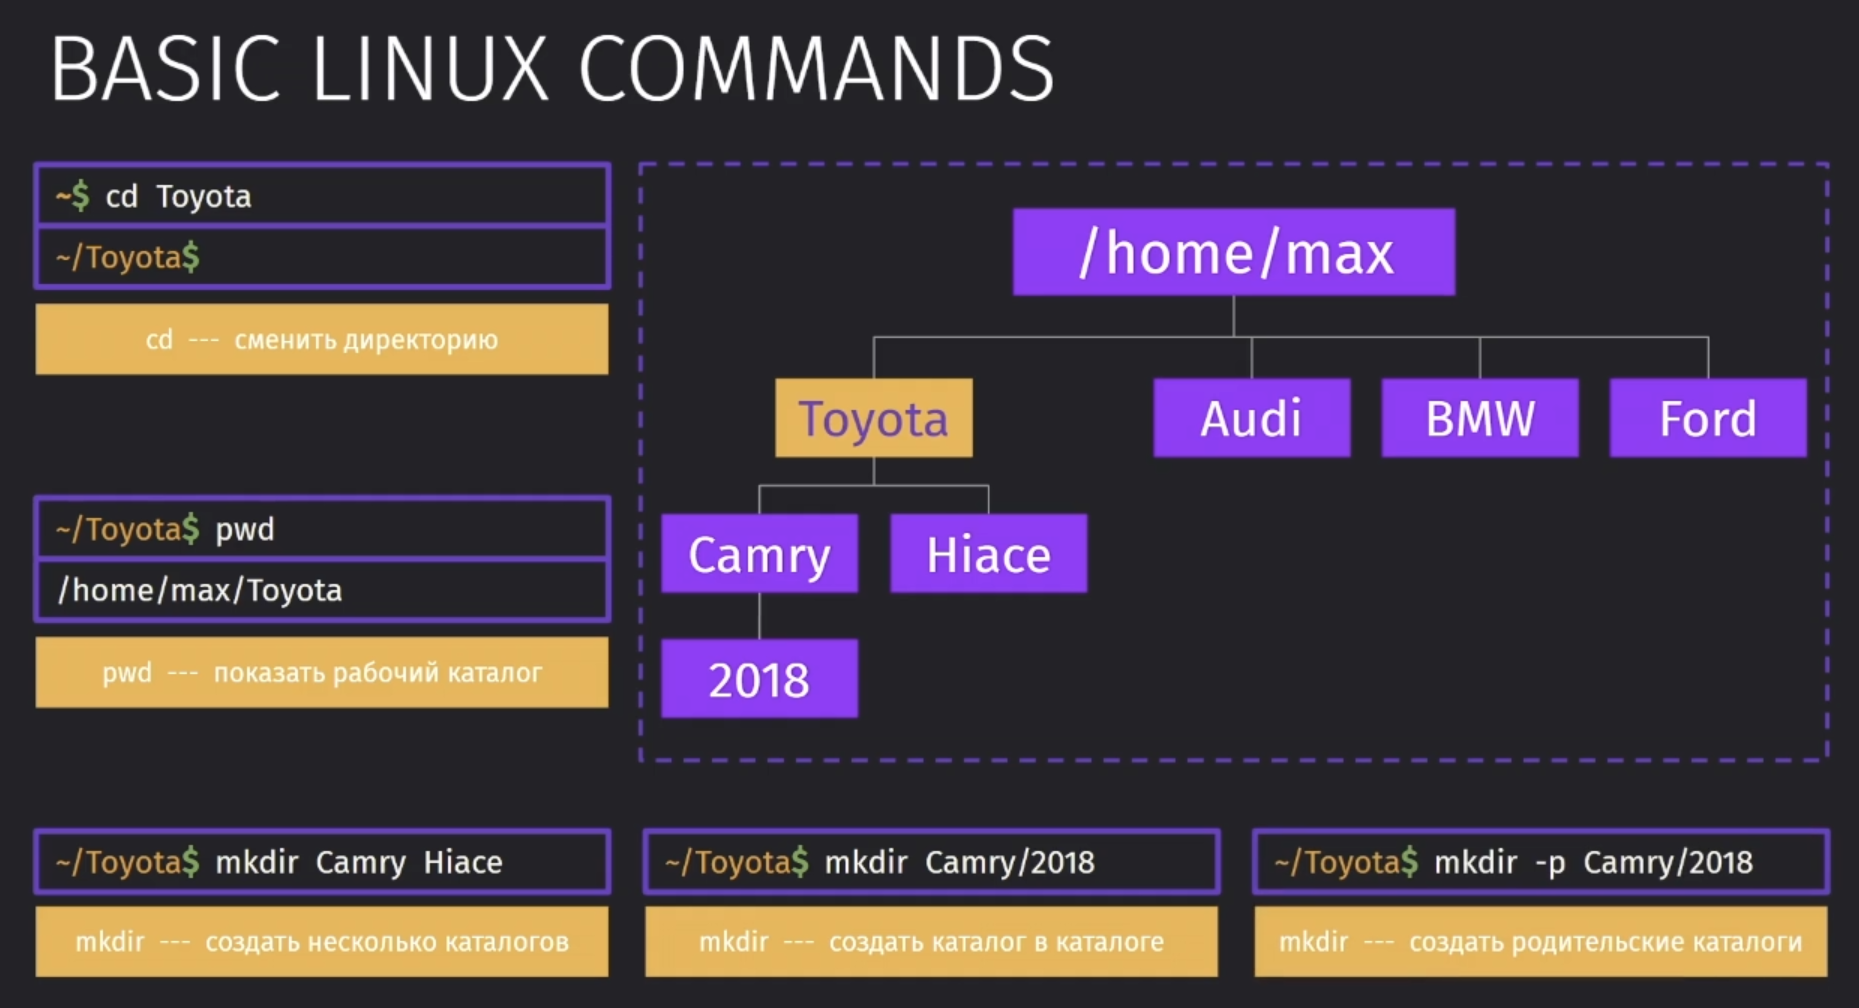 BASIC LINUX COMMANDS
~$ cd Toyota
~/Toyota$
cd --- сменить директорию
~/Toyota$ pwd
/home/max/Toyota
pwd --- показать рабочий каталог
/home/max
Toyota
Audi
BMW
Ford
Camry
Hiace
2018
~/Toyota$ mkdir Camry Hiace
mkdir --- создать несколько каталогов
~/Toyota$ mkdir Camry/2018
mkdir --- создать каталог в каталоге
~/Toyota$ mkdir -p Camry/2018
mkdir --- создать родительские каталоги